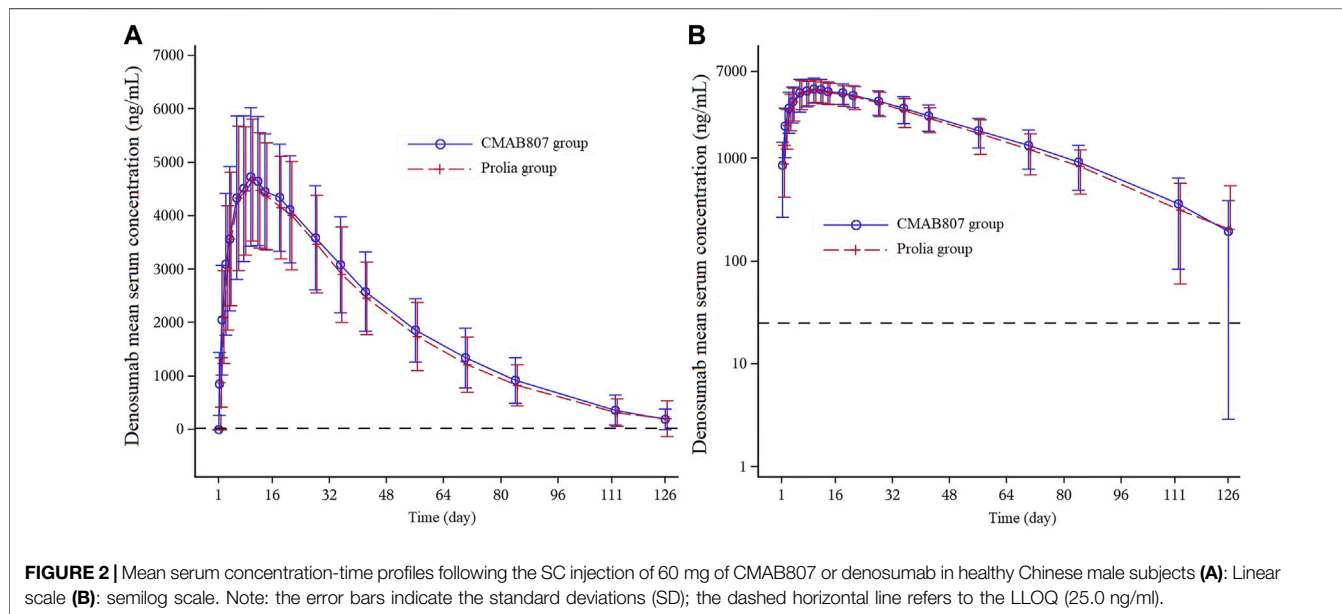 A
Denosumab mean serum concentration (ng/mL)
7000
6000
5000
4000
3000
2000
1000
0
CMAB807 group
Prolia group
1 16 32 48 64 80 96 111 126
Time (day)
B
Denosumab mean serum concentration (ng/mL)
7000
1000
100
10
1
CMAB807 group
Prolia group
1 16 32 48 64 80 96 111 126
Time (day)
FIGURE 2 | Mean serum concentration-time profiles following the SC injection of 60 mg of CMAB807 or denosumab in healthy Chinese male subjects (A): Linear
scale (B): semilog scale. Note: the error bars indicate the standard deviations (SD); the dashed horizontal line refers to the LLOQ (25.0 ng/ml).